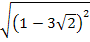 √((1 − 3√2)²)